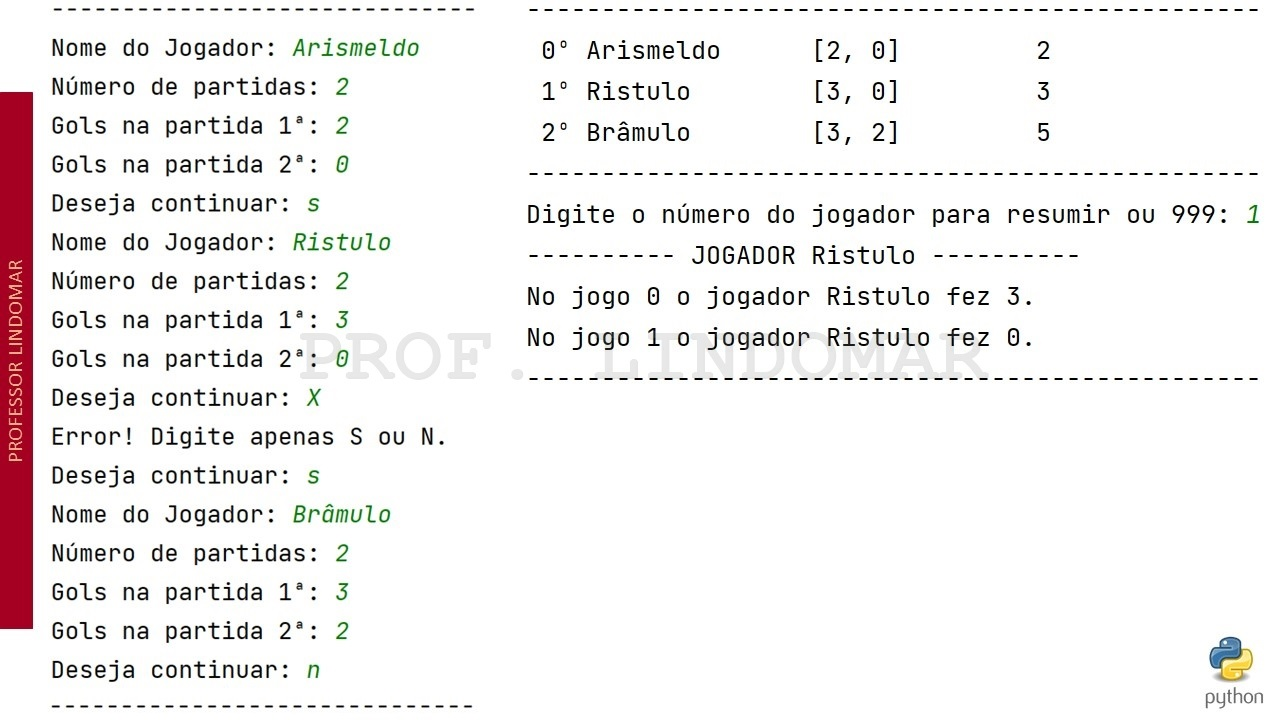 ------------------------------
Nome do Jogador: Arismeldo
Número de partidas: 2
Gols na partida 1ª: 2
Gols na partida 2ª: 0
Deseja continuar: s
Nome do Jogador: Ristulo
Número de partidas: 2
Gols na partida 1ª: 3
Gols na partida 2ª: 0
Deseja continuar: X
Error! Digite apenas S ou N.
Deseja continuar: s
Nome do Jogador: Brâmulo
Número de partidas: 2
Gols na partida 1ª: 3
Gols na partida 2ª: 2
Deseja continuar: n
------------------------------
-------------------------------------------------
0º Arismeldo [2, 0] 2
1º Ristulo [3, 0] 3
2º Brâmulo [3, 2] 5
-------------------------------------------------
Digite o número do jogador para resumir ou 999: 1
---------- JOGADOR Ristulo ----------
No jogo 0 o jogador Ristulo fez 3.
No jogo 1 o jogador Ristulo fez 0.
-------------------------------------------------
PROF. LINDOMAR
PROFESSOR LINDOMAR
python